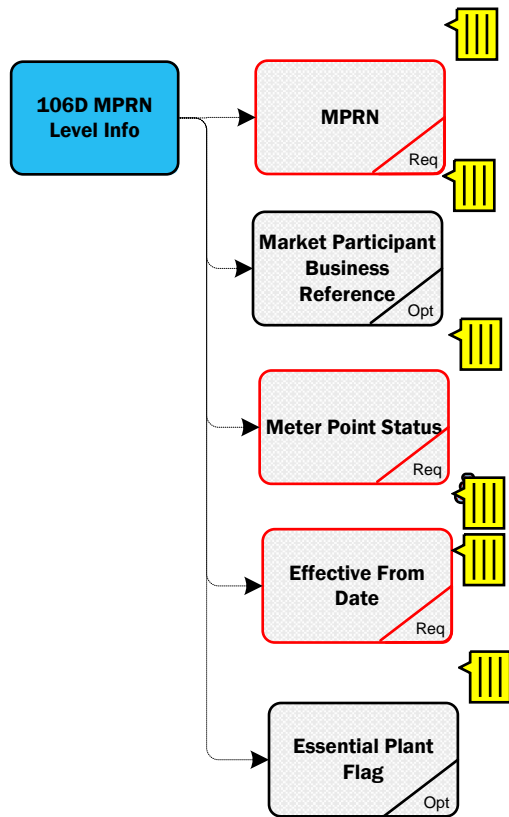 106D MPRN
Level Info
MPRN
Req
Market Participant
Business
Reference
Opt
Meter Point Status
Req
Effective From
Date
Req
Essential Plant
Flag
Opt